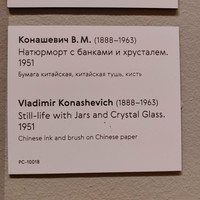 Конашевич В. М. (1888–1963)
Натюрморт с банками и хрусталем.
1951
Бумага китайская, китайская тушь, кисть
Vladimir Konashevich (1888–1963)
Still-life with Jars and Crystal Glass.
1951
Chinese ink and brush on Chinese paper
РС-10018